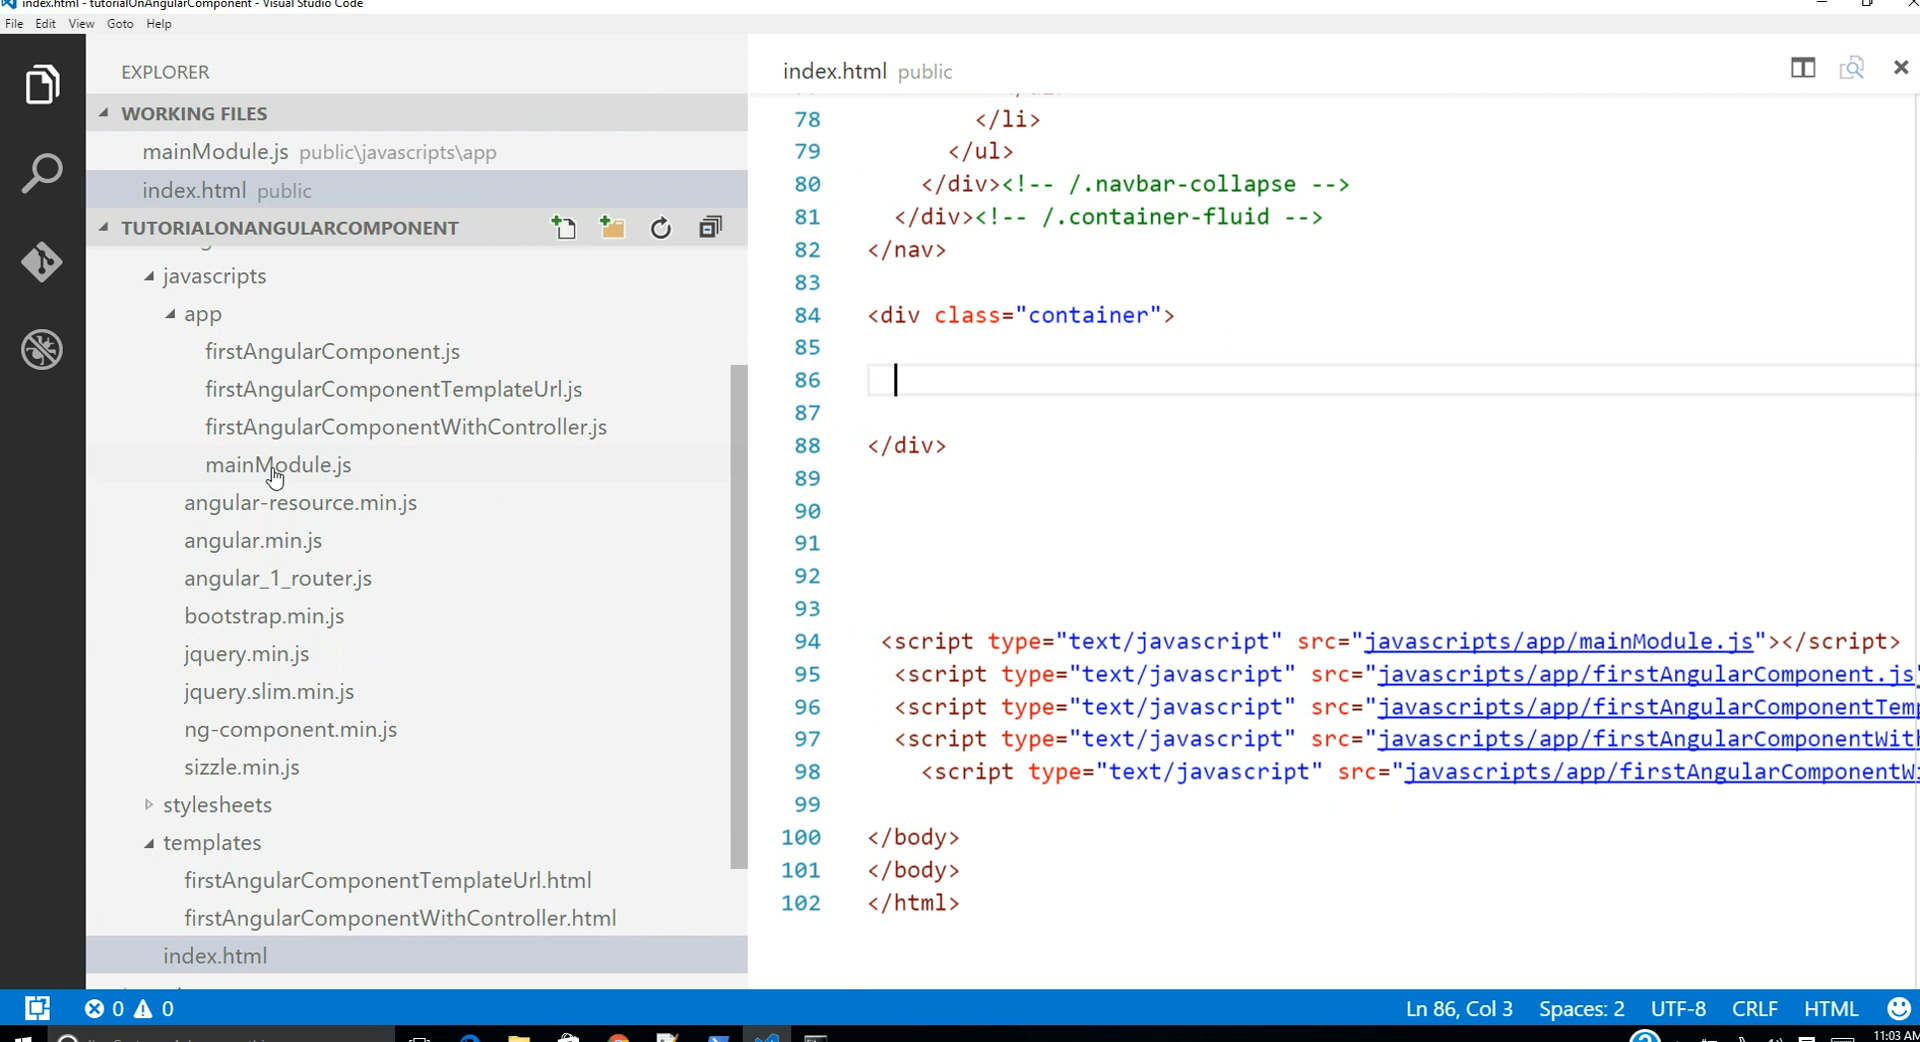 index.html - tutorialOnAngularComponent - Visual Studio Code
File Edit View Goto Help
EXPLORER
WORKING FILES
mainModule.js public\javascripts\app
index.html public
TUTORIALONANGULARCOMPONENT
javascripts
app
firstAngularComponent.js
firstAngularComponentTemplateUrl.js
firstAngularComponentWithController.js
mainModule.js
angular-resource.min.js
angular.min.js
angular_1_router.js
bootstrap.min.js
jquery.min.js
jquery.slim.min.js
ng-component.min.js
sizzle.min.js
stylesheets
templates
firstAngularComponentTemplateUrl.html
firstAngularComponentWithController.html
index.html
index.html public
78 </li>
79 </ul>
80 </div><!-- /.navbar-collapse -->
81 </div><!-- /.container-fluid -->
82 </nav>
83
84 <div class="container">
85
86
87
88 </div>
89
90
91
92
93
94 <script type="text/javascript" src="javascripts/app/mainModule.js"></script>
95 <script type="text/javascript" src="javascripts/app/firstAngularComponent.js"
96 <script type="text/javascript" src="javascripts/app/firstAngularComponentTemp
97 <script type="text/javascript" src="javascripts/app/firstAngularComponentWith
98 <script type="text/javascript" src="javascripts/app/firstAngularComponentWi
99
100 </body>
101 </body>
102 </html>
0 0 Ln 86, Col 3 Spaces: 2 UTF-8 CRLF HTML
11:03 AM